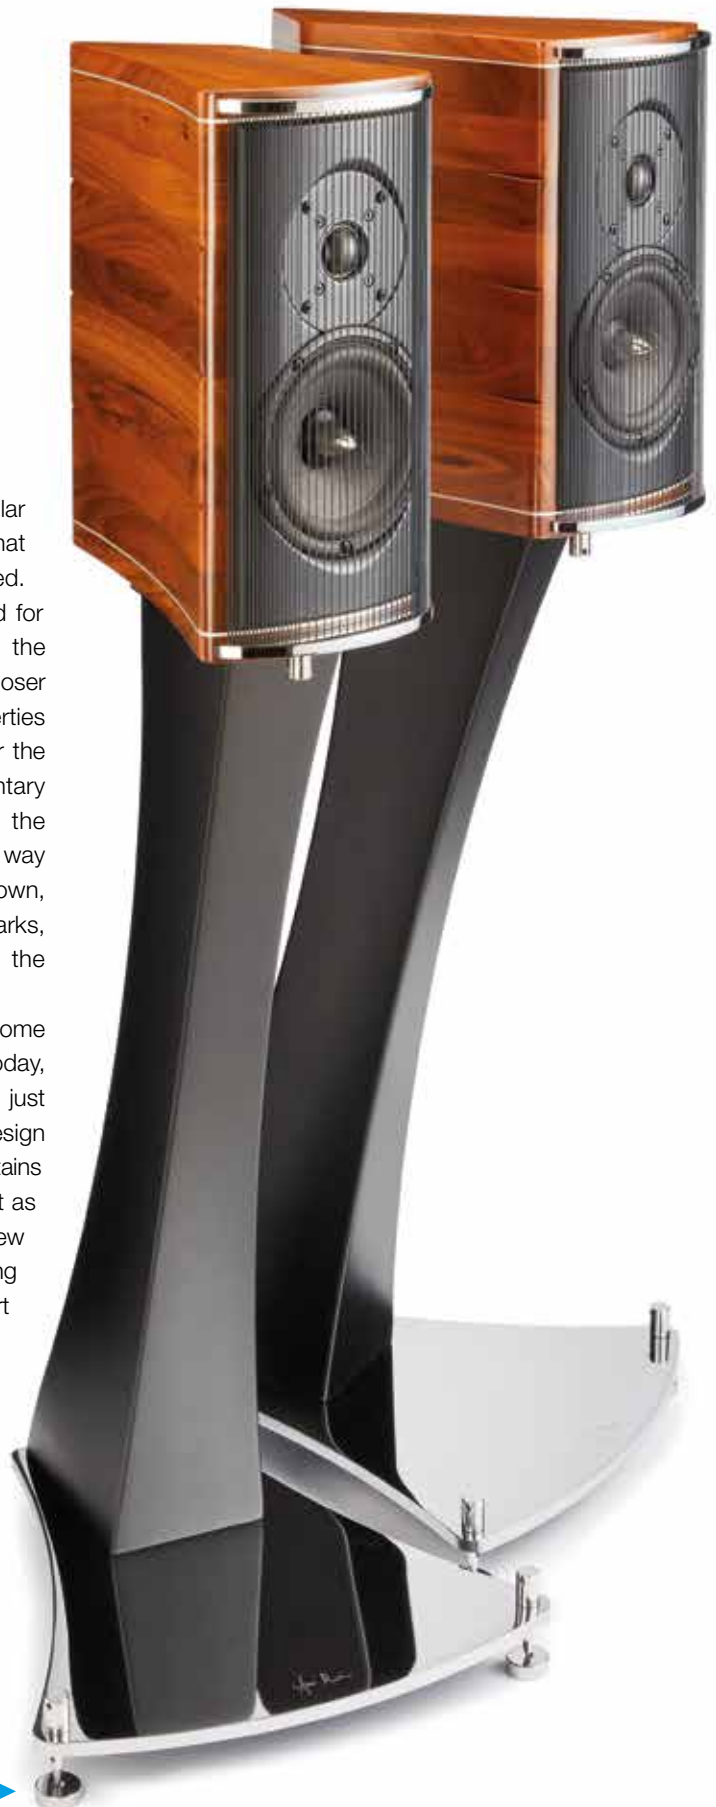 lar
hat
ed.
d for
the
oser
erties
r the
ntary
the
way
own,
arks,
the
ome
oday,
just
esign
tains
t as
ew
ng
rt